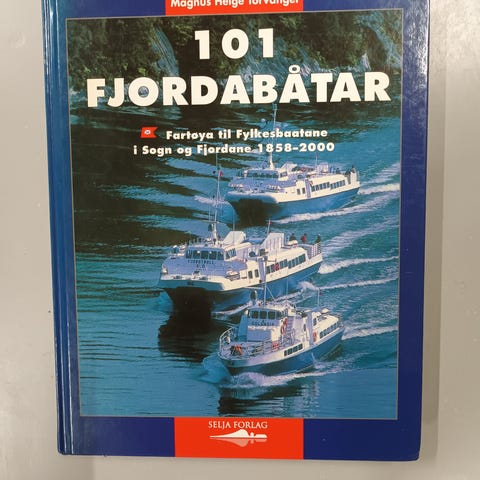 Magnus Helge Torvanger
101
FJORDABÅTAR
Fartøya til Fylkesbaatane
i Sogn og Fjordane 1858-2000
SELJA FORLAG